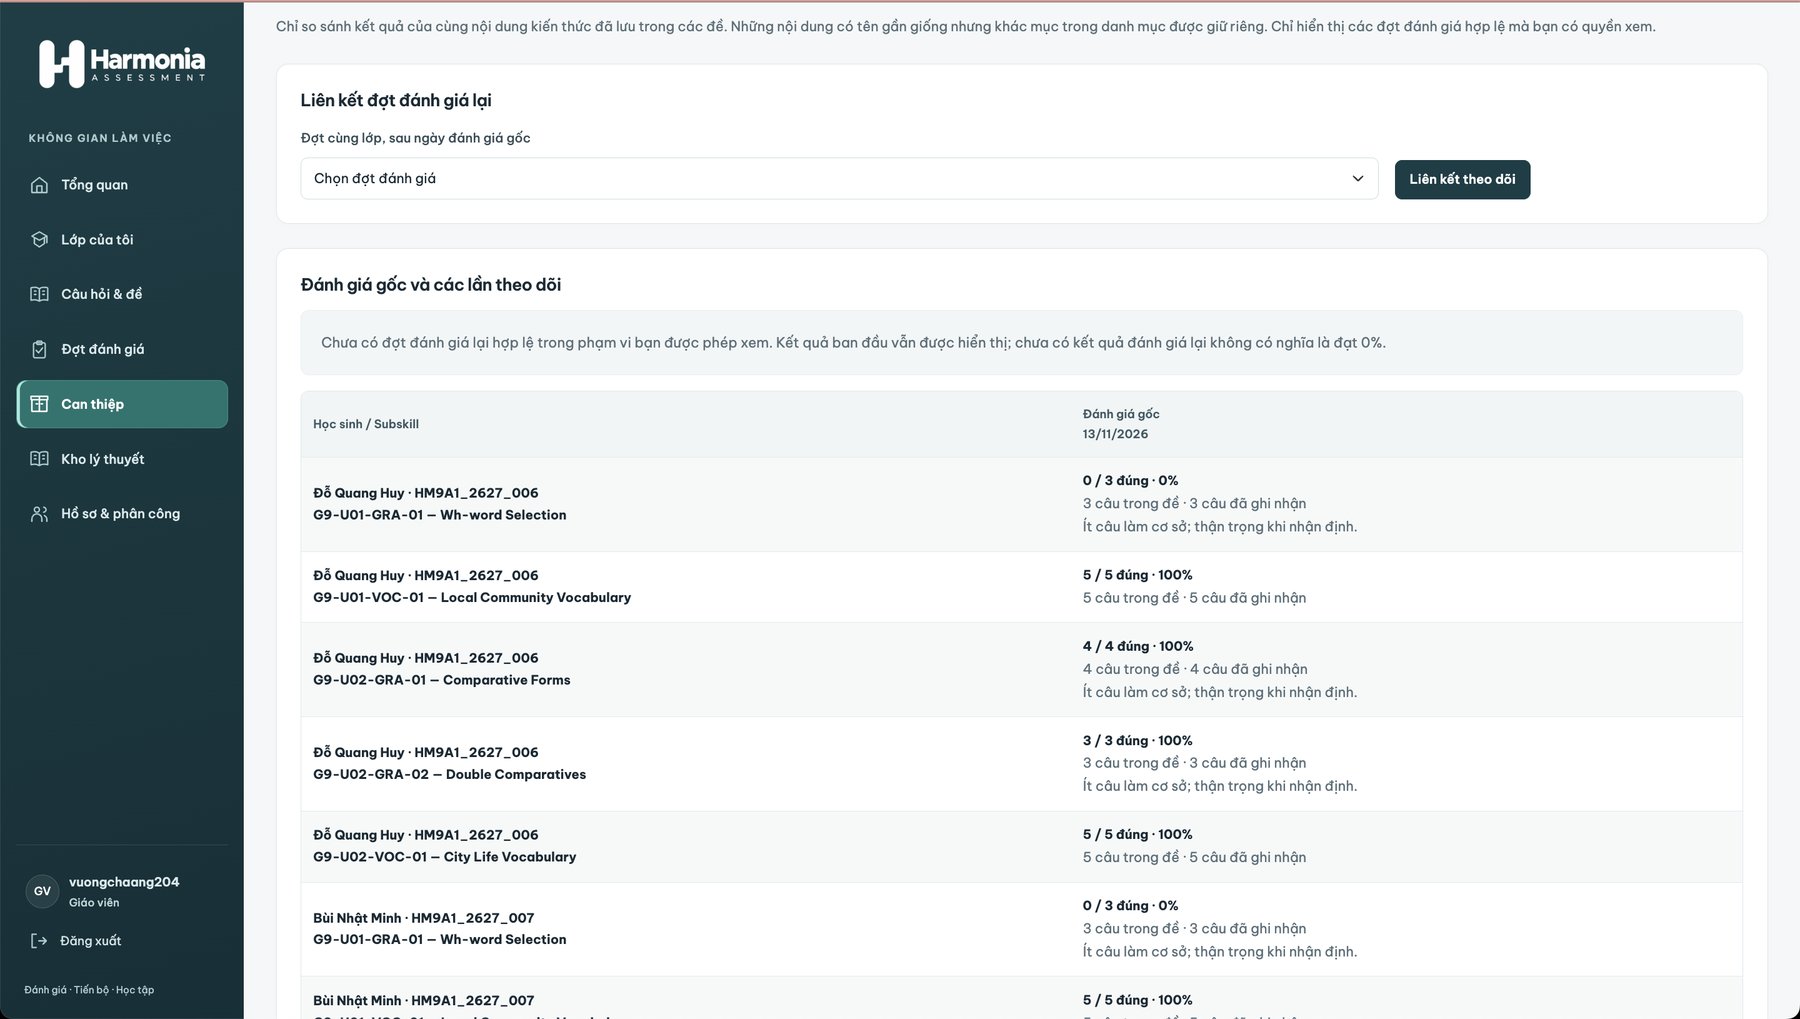 Harmonia
ASSESSMENT
KHÔNG GIAN LÀM VIỆC
Tổng quan
Lớp của tôi
Câu hỏi & đề
Đợt đánh giá
Can thiệp
Kho lý thuyết
Hồ sơ & phân công
GV
vuongchaang204
Giáo viên
Đăng xuất
Đánh giá · Tiến bộ · Học tập
Chỉ so sánh kết quả của cùng nội dung kiến thức đã lưu trong các đề. Những nội dung có tên gần giống nhưng khác mục trong danh mục được giữ riêng. Chỉ hiển thị các đợt đánh giá hợp lệ mà bạn có quyền xem.
Liên kết đợt đánh giá lại
Đợt cùng lớp, sau ngày đánh giá gốc
Chọn đợt đánh giá
Liên kết theo dõi
Đánh giá gốc và các lần theo dõi
Chưa có đợt đánh giá lại hợp lệ trong phạm vi bạn được phép xem. Kết quả ban đầu vẫn được hiển thị; chưa có kết quả đánh giá lại không có nghĩa là đạt 0%.
Học sinh / Subskill
Đánh giá gốc
13/11/2026
Đỗ Quang Huy · HM9A1_2627_006
G9-U01-GRA-01 — Wh-word Selection
0 / 3 đúng · 0%
3 câu trong đề · 3 câu đã ghi nhận
Ít câu làm cơ sở; thận trọng khi nhận định.
Đỗ Quang Huy · HM9A1_2627_006
G9-U01-VOC-01 — Local Community Vocabulary
5 / 5 đúng · 100%
5 câu trong đề · 5 câu đã ghi nhận
Đỗ Quang Huy · HM9A1_2627_006
G9-U02-GRA-01 — Comparative Forms
4 / 4 đúng · 100%
4 câu trong đề · 4 câu đã ghi nhận
Ít câu làm cơ sở; thận trọng khi nhận định.
Đỗ Quang Huy · HM9A1_2627_006
G9-U02-GRA-02 — Double Comparatives
3 / 3 đúng · 100%
3 câu trong đề · 3 câu đã ghi nhận
Ít câu làm cơ sở; thận trọng khi nhận định.
Đỗ Quang Huy · HM9A1_2627_006
G9-U02-VOC-01 — City Life Vocabulary
5 / 5 đúng · 100%
5 câu trong đề · 5 câu đã ghi nhận
Bùi Nhật Minh · HM9A1_2627_007
G9-U01-GRA-01 — Wh-word Selection
0 / 3 đúng · 0%
3 câu trong đề · 3 câu đã ghi nhận
Ít câu làm cơ sở; thận trọng khi nhận định.
Bùi Nhật Minh · HM9A1_2627_007
5 / 5 đúng · 100%